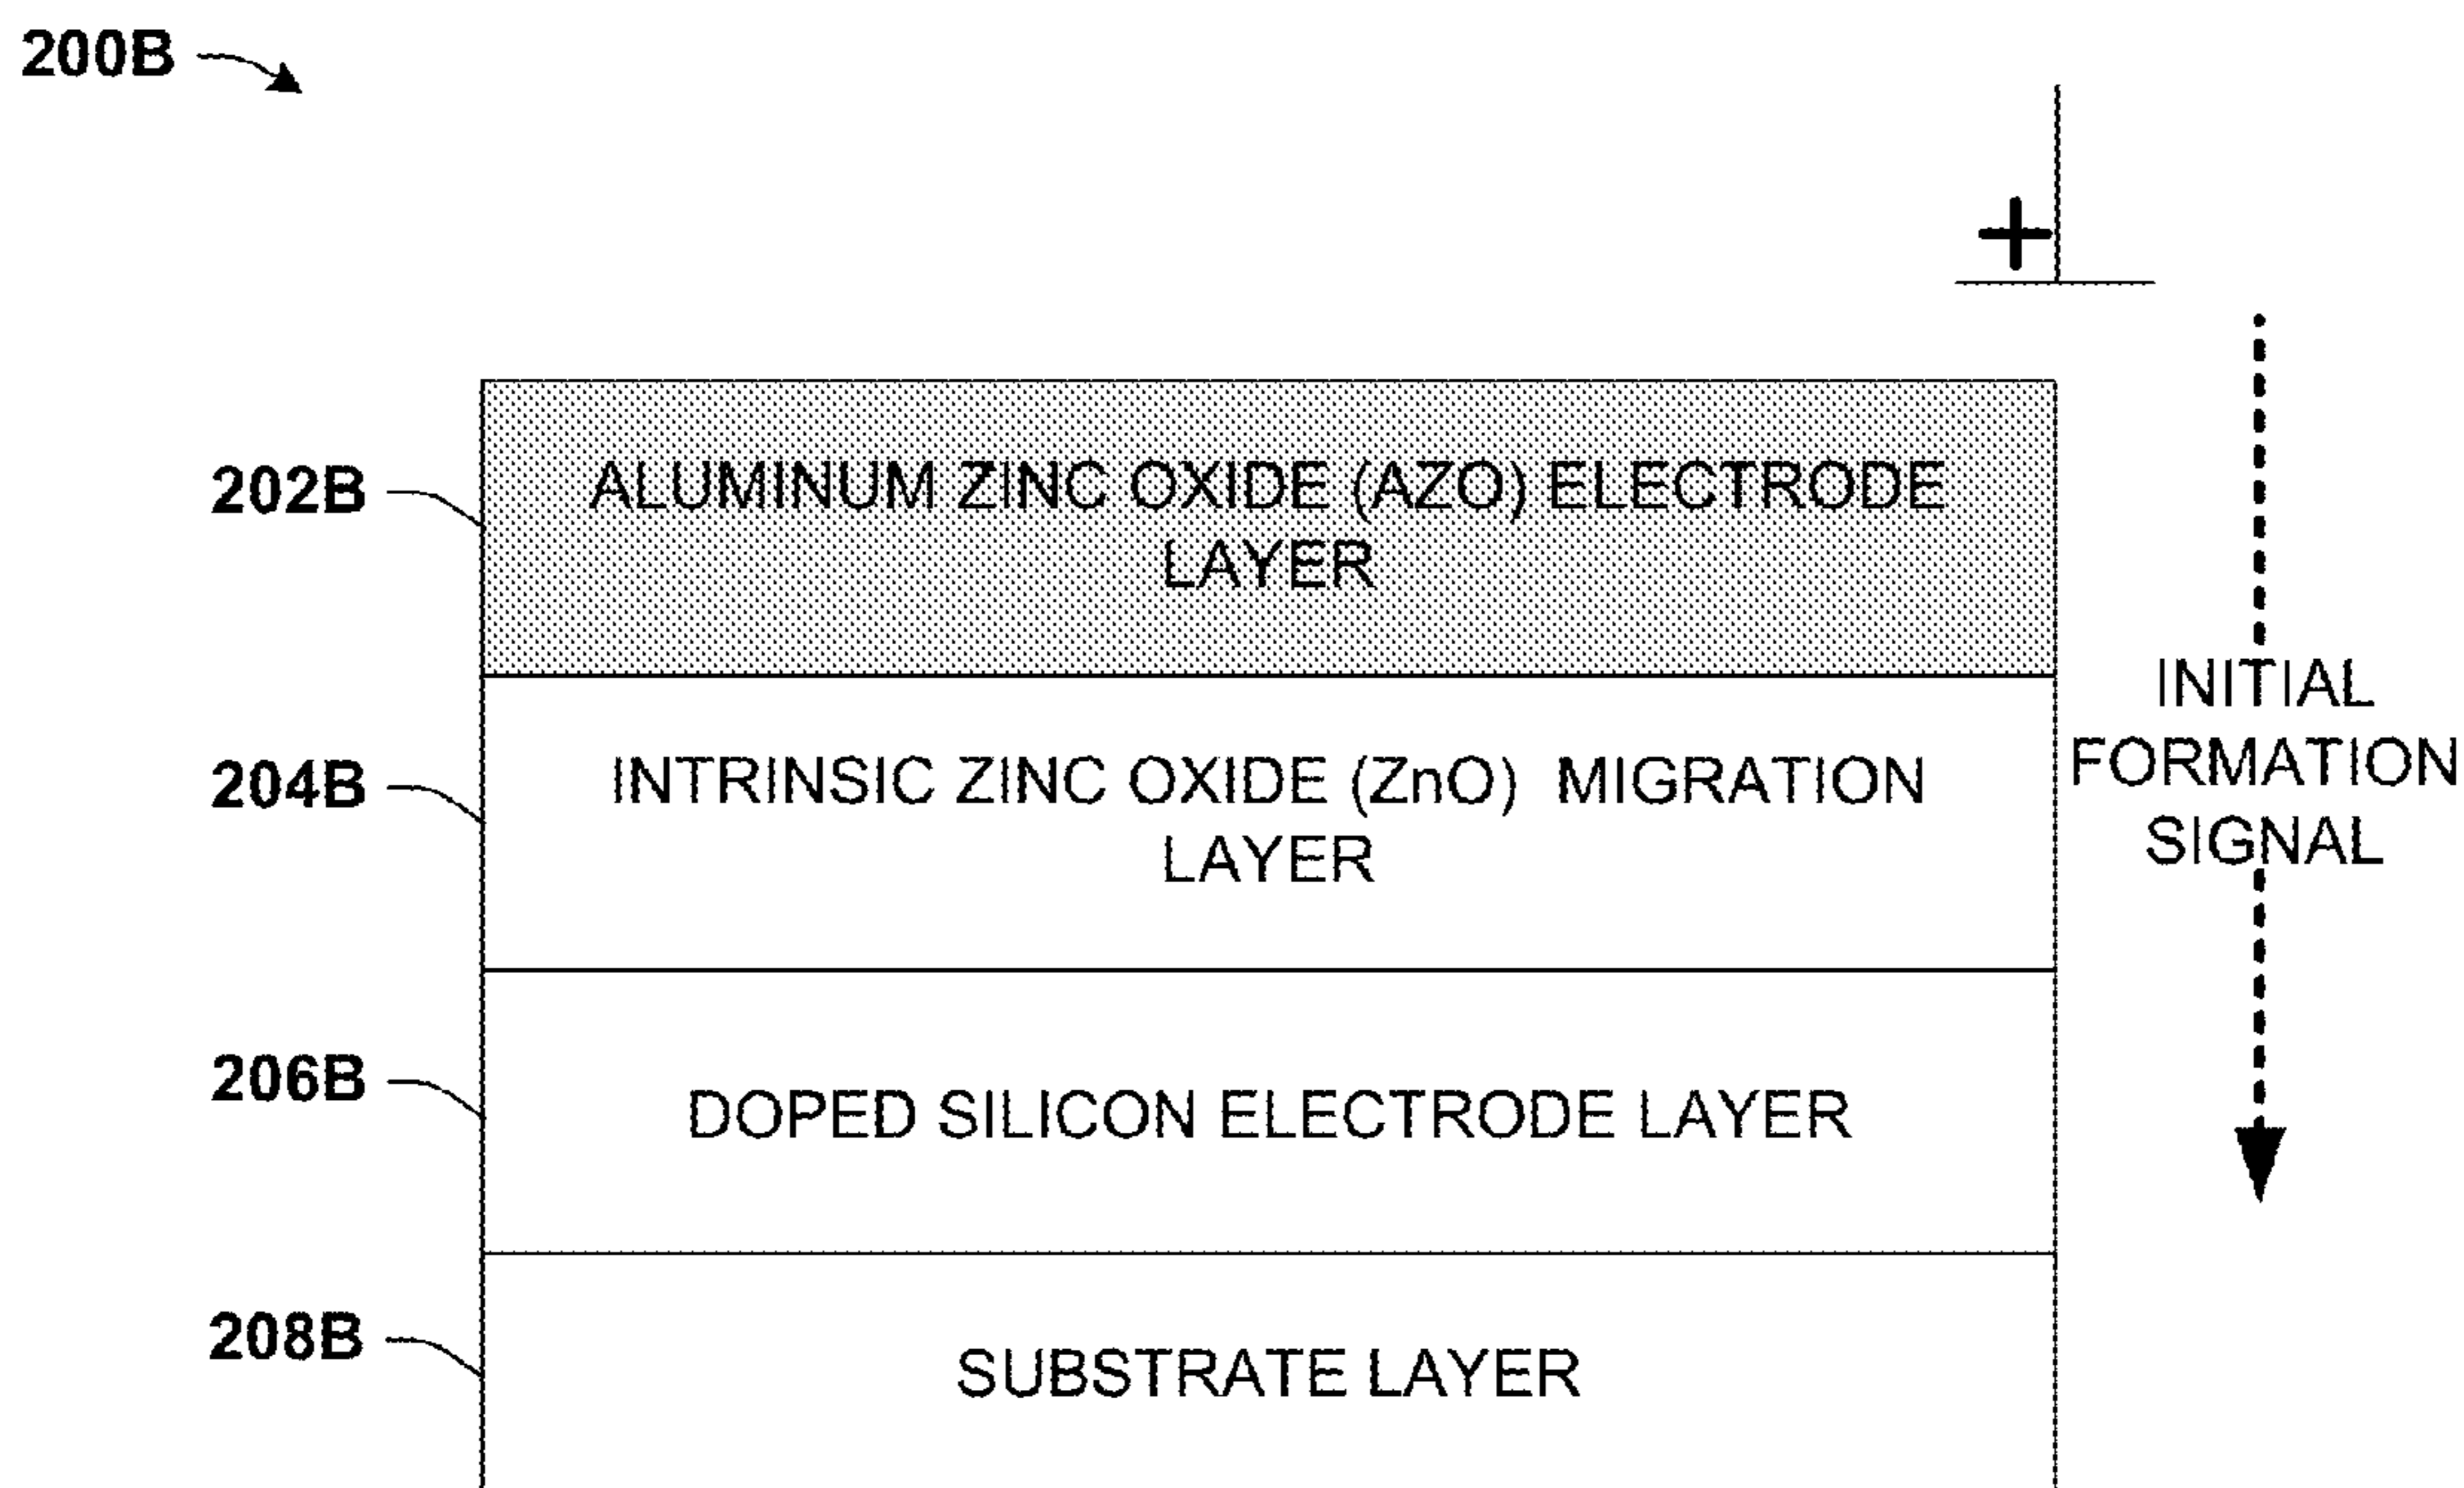 200B
+
202B
ALUMINUM ZINC OXIDE (AZO) ELECTRODE
LAYER
204B
INTRINSIC ZINC OXIDE (ZnO) MIGRATION
LAYER
INITIAL
FORMATION
SIGNAL
206B
DOPED SILICON ELECTRODE LAYER
208B
SUBSTRATE LAYER